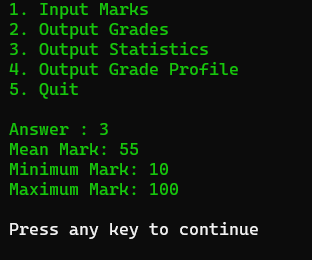 1. Input Marks
2. Output Grades
3. Output Statistics
4. Output Grade Profile
5. Quit
Answer : 3
Mean Mark: 55
Minimum Mark: 10
Maximum Mark: 100
Press any key to continue